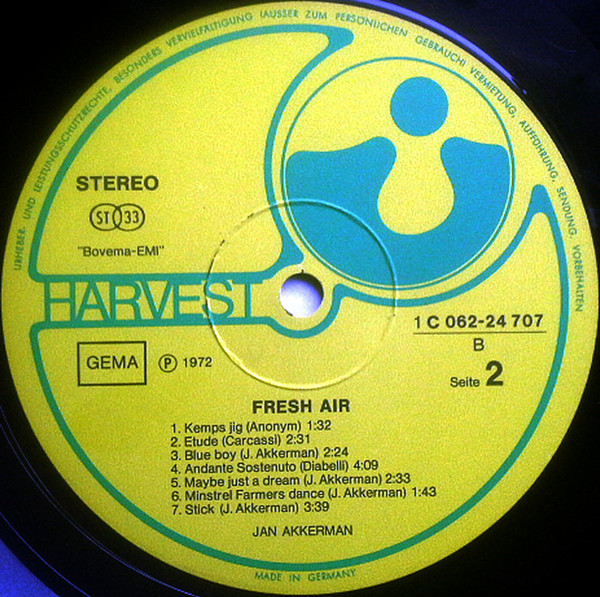 URHEBER- UND LEISTUNGSSCHUTZRECHTE, BESONDERS VERVIELFÄLTIGUNG (AUSSER ZUM PERSÖNLICHEN GEBRAUCH) VERMIETUNG, AUFFÜHRUNG, SENDUNG, VORBEHALTEN
STEREO
ST 33
"Bovema-EMI"
HARVEST
1 C 062-24 707
B
Seite 2
GEMA
P 1972
FRESH AIR
1. Kemps jig (Anonym) 1:32
2. Etude (Carcassi) 2:31
3. Blue boy (J. Akkerman) 2:24
4. Andante Sostenuto (Diabelli) 4:09
5. Maybe just a dream (J. Akkerman) 2:33
6. Minstrel Farmers dance (J. Akkerman) 1:43
7. Stick (J. Akkerman) 3:39
JAN AKKERMAN
MADE IN GERMANY